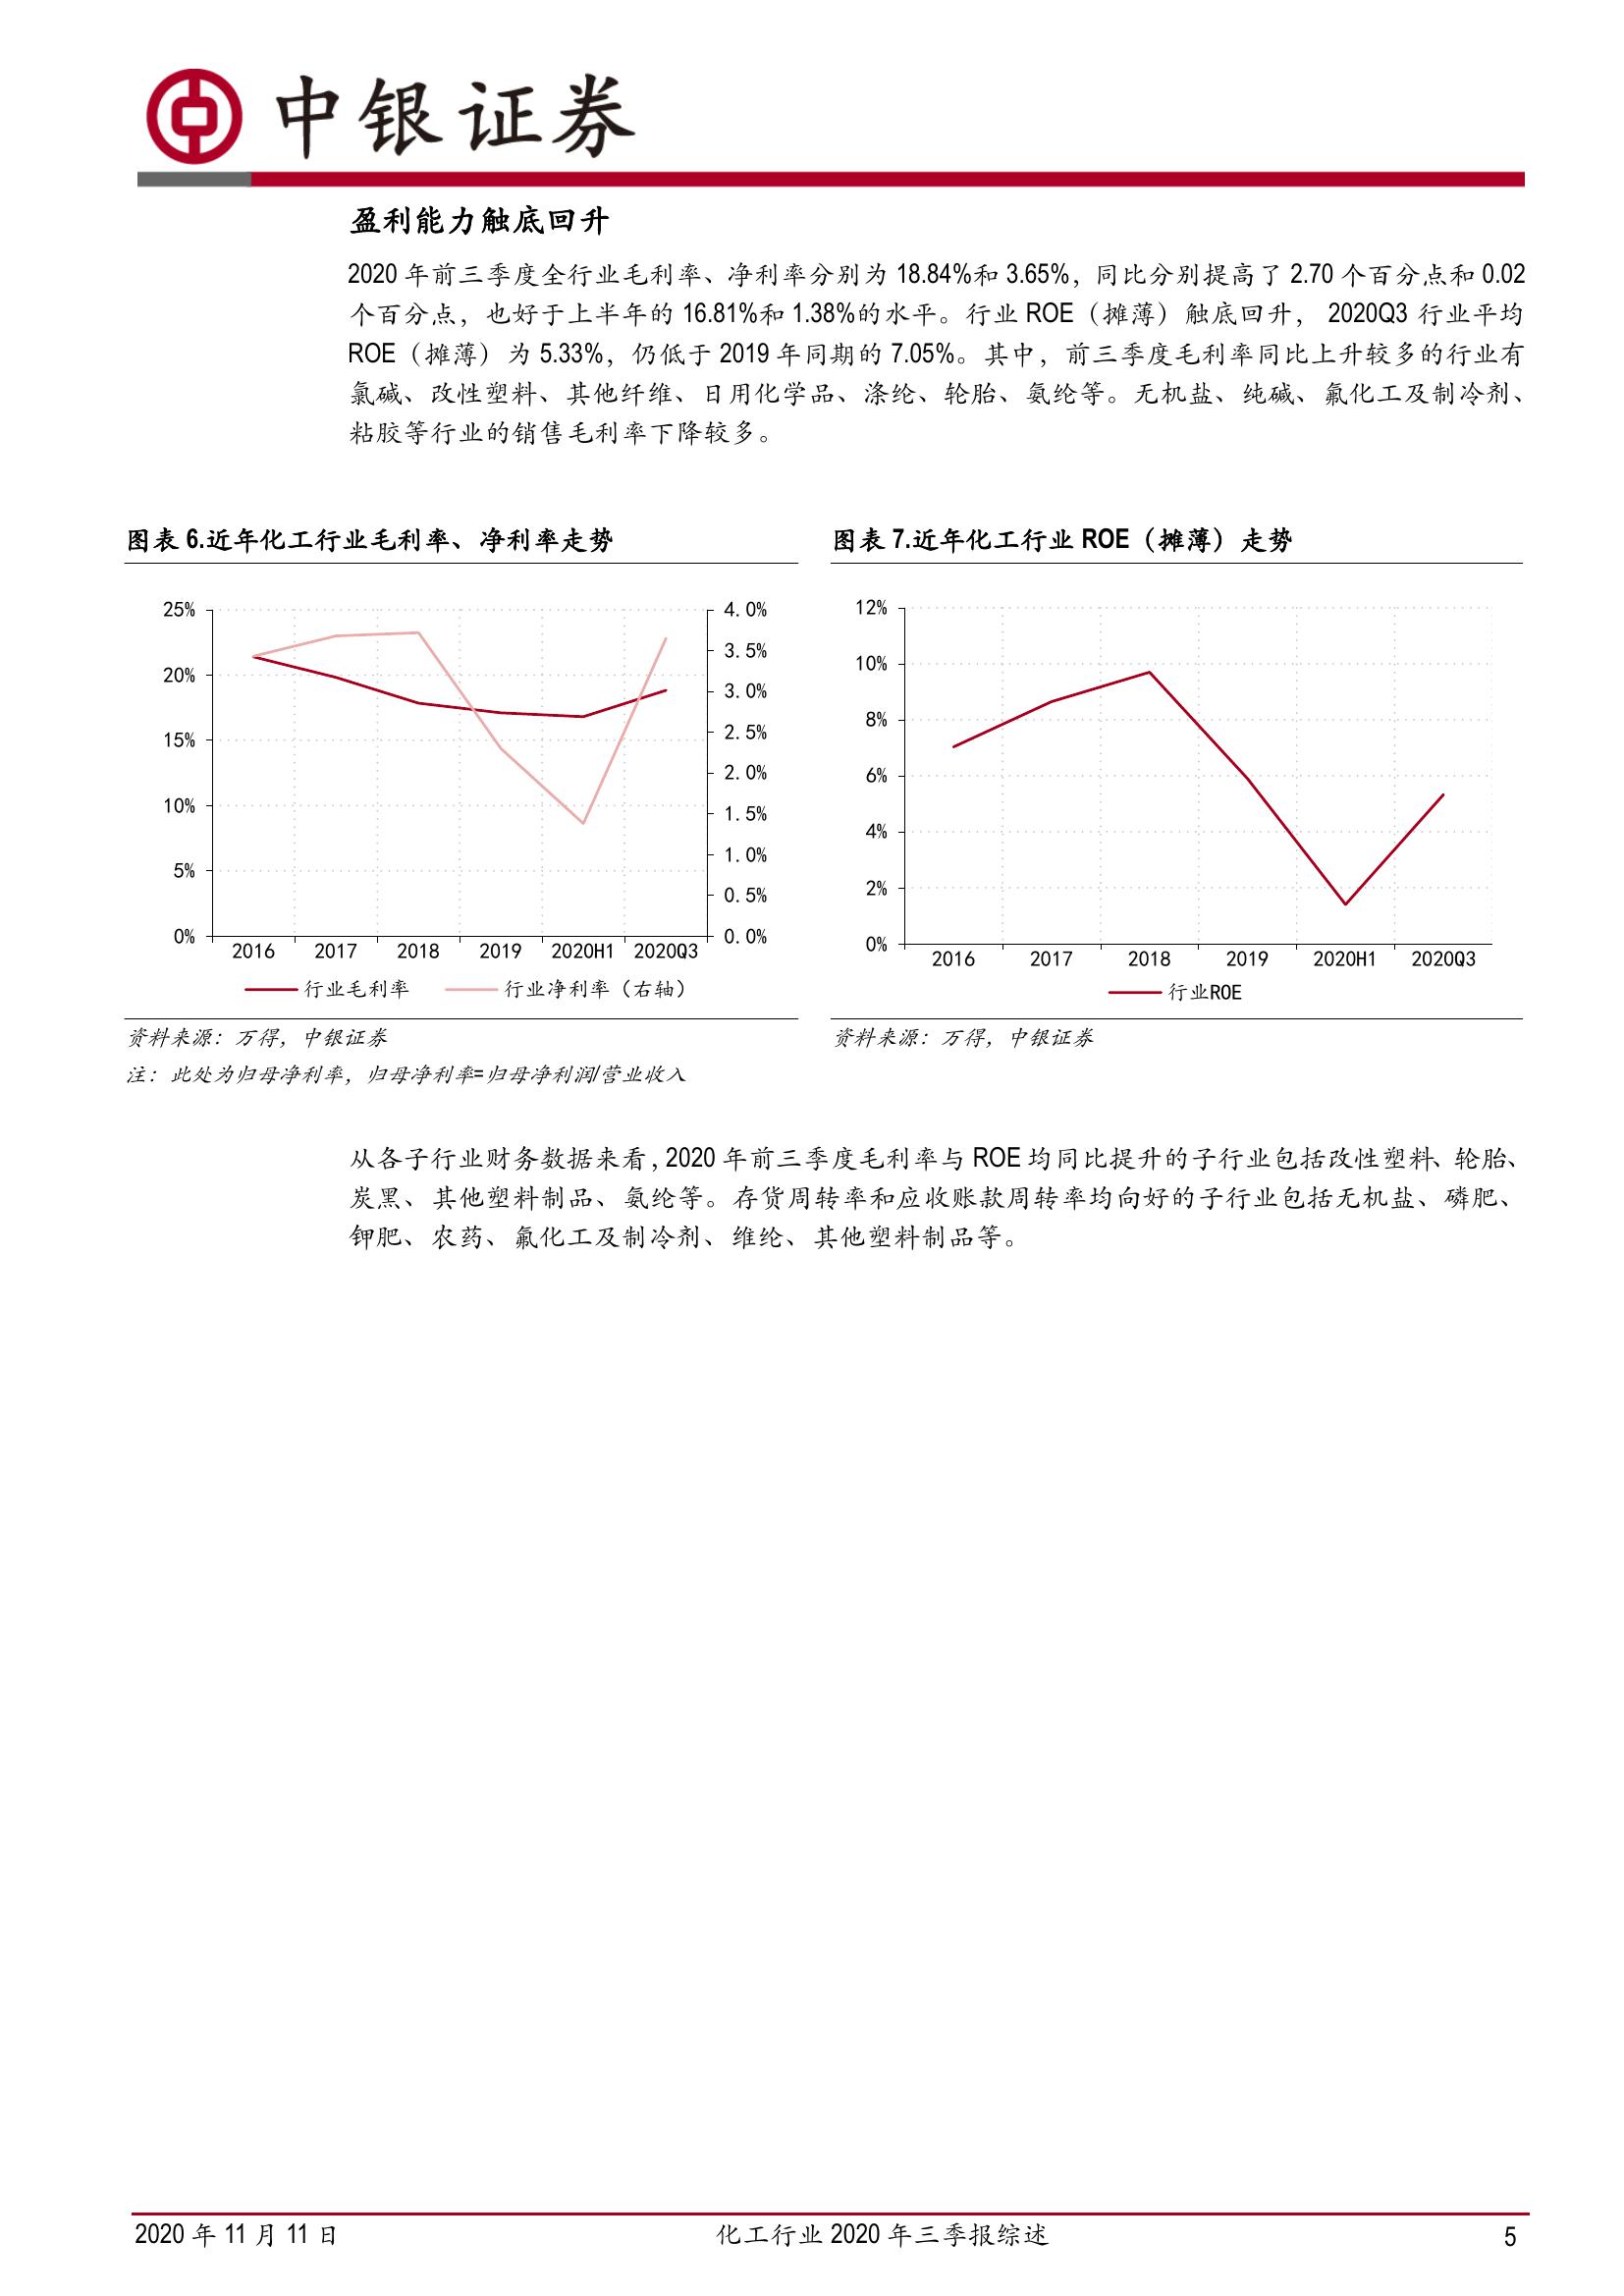 中银证券
盈利能力触底回升
2020 年前三季度全行业毛利率、净利率分别为 18.84%和 3.65%，同比分别提高了 2.70 个百分点和 0.02
个百分点，也好于上半年的 16.81%和 1.38%的水平。行业 ROE（摊薄）触底回升， 2020Q3 行业平均
ROE（摊薄）为 5.33%，仍低于 2019 年同期的 7.05%。其中，前三季度毛利率同比上升较多的行业有
氯碱、改性塑料、其他纤维、日用化学品、涤纶、轮胎、氨纶等。无机盐、纯碱、氟化工及制冷剂、
粘胶等行业的销售毛利率下降较多。
图表 6.近年化工行业毛利率、净利率走势
25%
20%
15%
10%
5%
0%
4.0%
3.5%
3.0%
2.5%
2.0%
1.5%
1.0%
0.5%
0.0%
2016 2017 2018 2019 2020H1 2020Q3
行业毛利率 行业净利率（右轴）
资料来源：万得，中银证券
注：此处为归母净利率，归母净利率=归母净利润/营业收入
图表 7.近年化工行业 ROE（摊薄）走势
12%
10%
8%
6%
4%
2%
0%
2016 2017 2018 2019 2020H1 2020Q3
行业ROE
资料来源：万得，中银证券
从各子行业财务数据来看，2020 年前三季度毛利率与 ROE 均同比提升的子行业包括改性塑料、轮胎、
炭黑、其他塑料制品、氨纶等。存货周转率和应收账款周转率均向好的子行业包括无机盐、磷肥、
钾肥、农药、氟化工及制冷剂、维纶、其他塑料制品等。
2020 年 11 月 11 日 化工行业 2020 年三季报综述 5